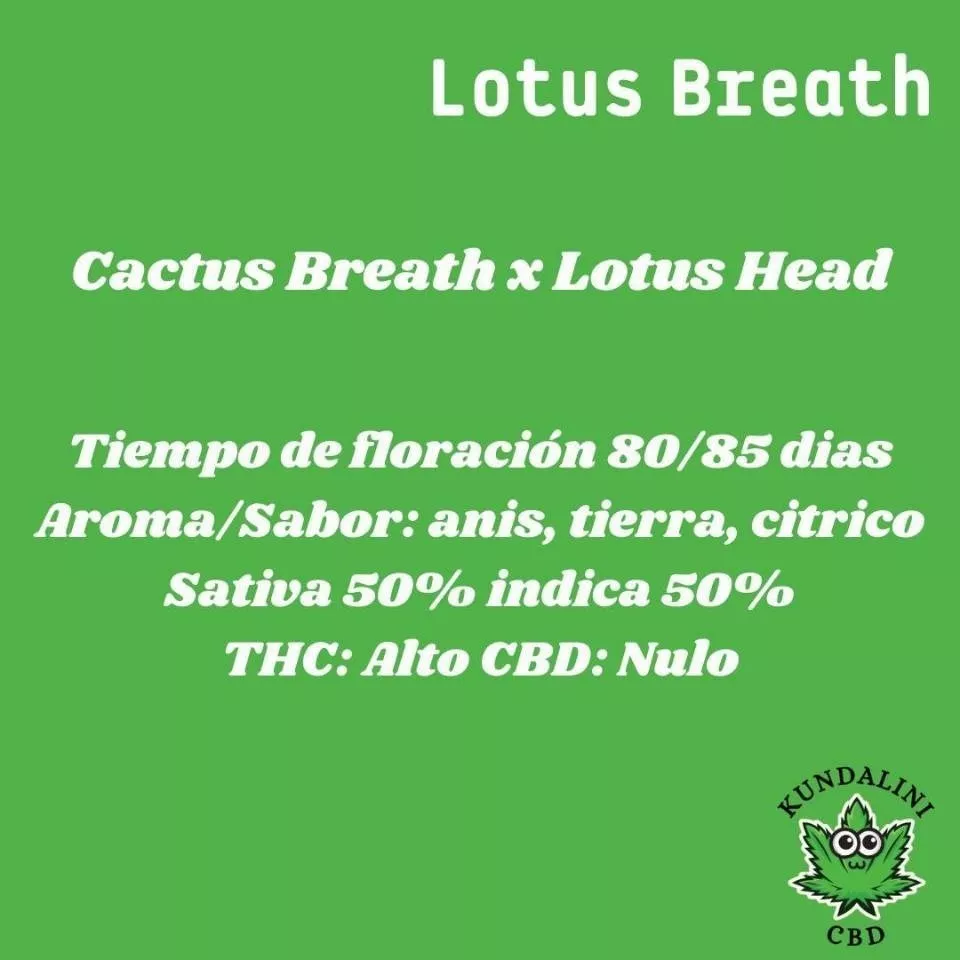 Lotus Breath
Cactus Breath x Lotus Head
Tiempo de floración 80/85 dias
Aroma/Sabor: anis, tierra, citrico
Sativa 50% indica 50%
THC: Alto CBD: Nulo
KUNDALINI
CBD